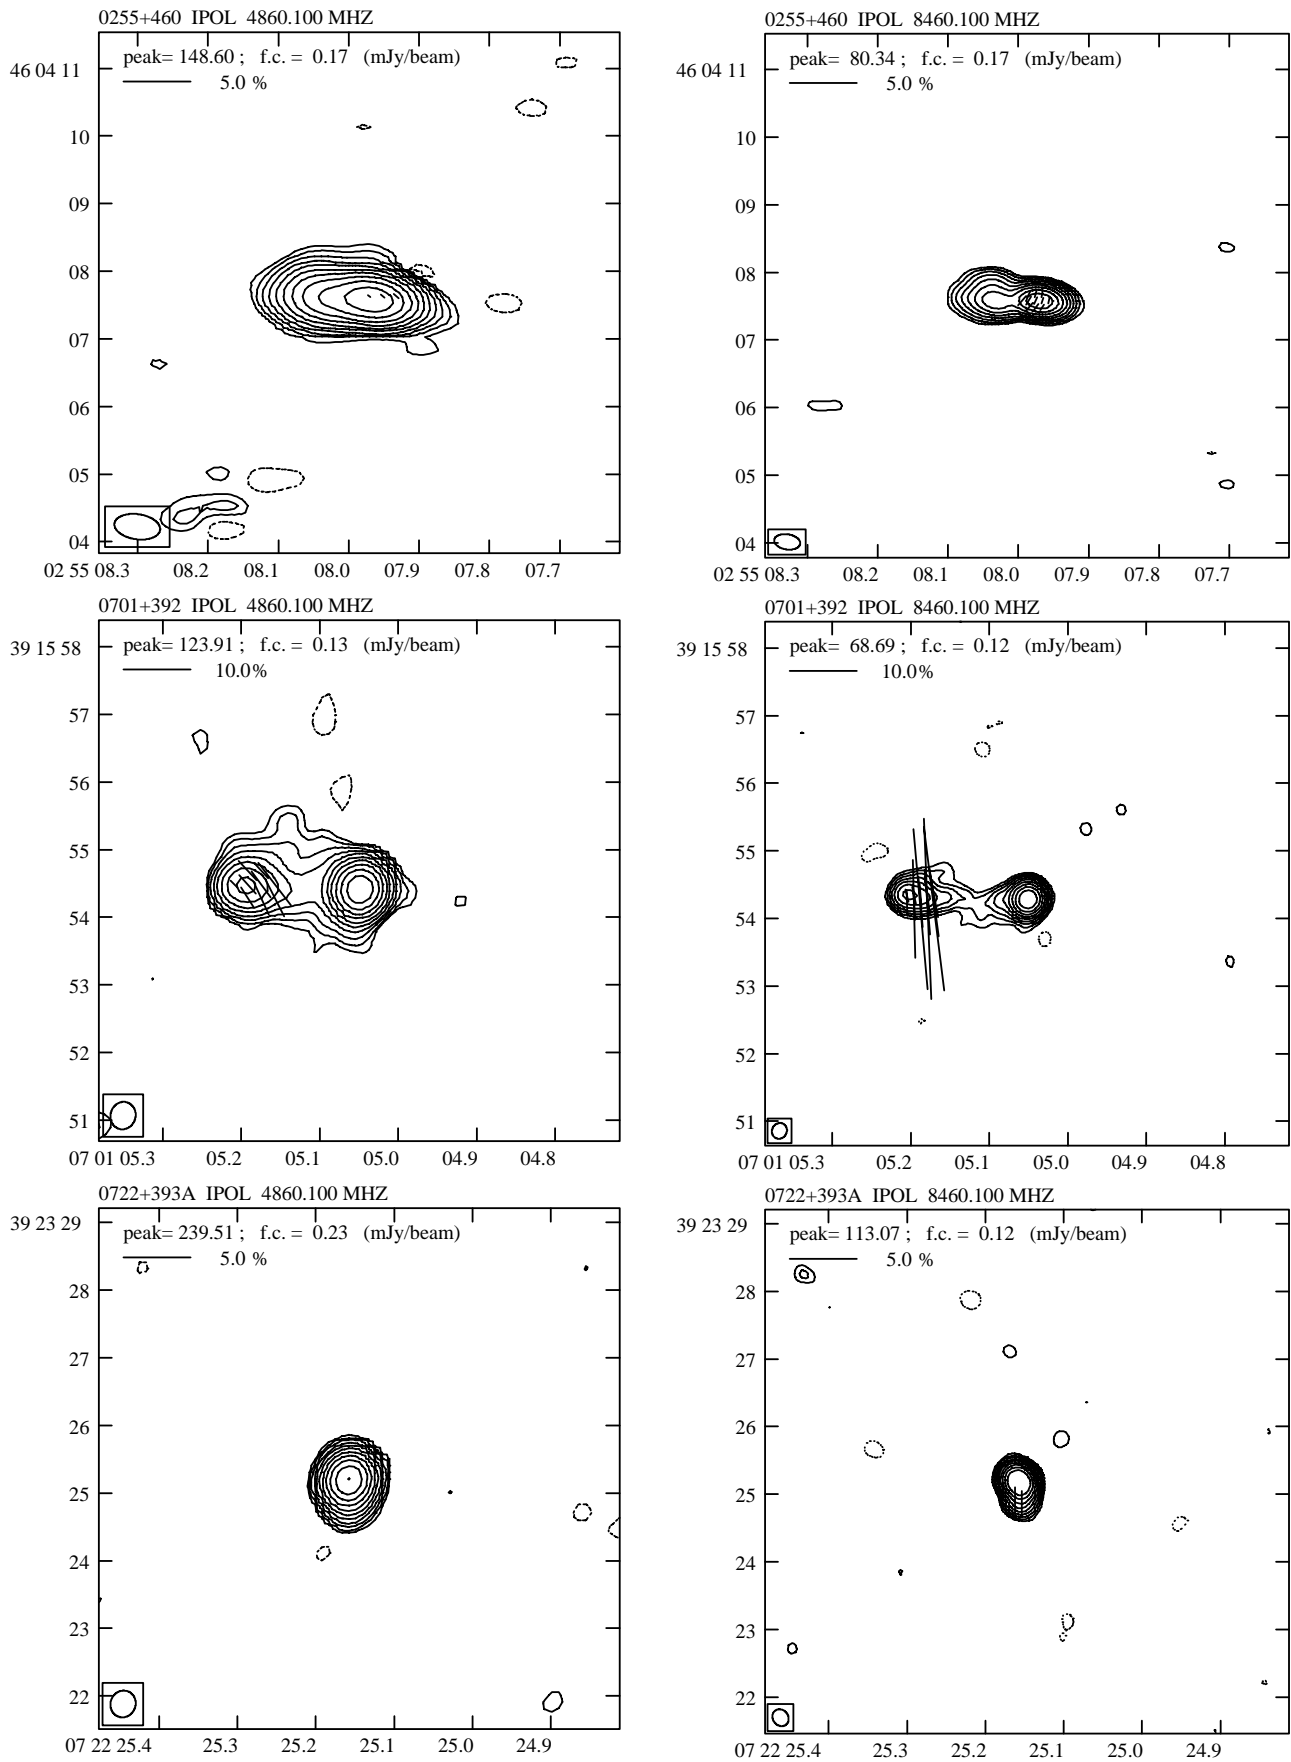 0255+460 IPOL 4860.100 MHZ
peak= 148.60 ; f.c. = 0.17 (mJy/beam)
5.0 %
46 04 11
10
09
08
07
06
05
04
02 55 08.3 08.2 08.1 08.0 07.9 07.8 07.7
0255+460 IPOL 8460.100 MHZ
peak= 80.34 ; f.c. = 0.17 (mJy/beam)
5.0 %
46 04 11
10
09
08
07
06
05
04
02 55 08.3 08.2 08.1 08.0 07.9 07.8 07.7
0701+392 IPOL 4860.100 MHZ
peak= 123.91 ; f.c. = 0.13 (mJy/beam)
10.0%
39 15 58
57
56
55
54
53
52
51
07 01 05.3 05.2 05.1 05.0 04.9 04.8
0701+392 IPOL 8460.100 MHZ
peak= 68.69 ; f.c. = 0.12 (mJy/beam)
10.0%
39 15 58
57
56
55
54
53
52
51
07 01 05.3 05.2 05.1 05.0 04.9 04.8
0722+393A IPOL 4860.100 MHZ
peak= 239.51 ; f.c. = 0.23 (mJy/beam)
5.0 %
39 23 29
28
27
26
25
24
23
22
07 22 25.4 25.3 25.2 25.1 25.0 24.9
0722+393A IPOL 8460.100 MHZ
peak= 113.07 ; f.c. = 0.12 (mJy/beam)
5.0 %
39 23 29
28
27
26
25
24
23
22
07 22 25.4 25.3 25.2 25.1 25.0 24.9